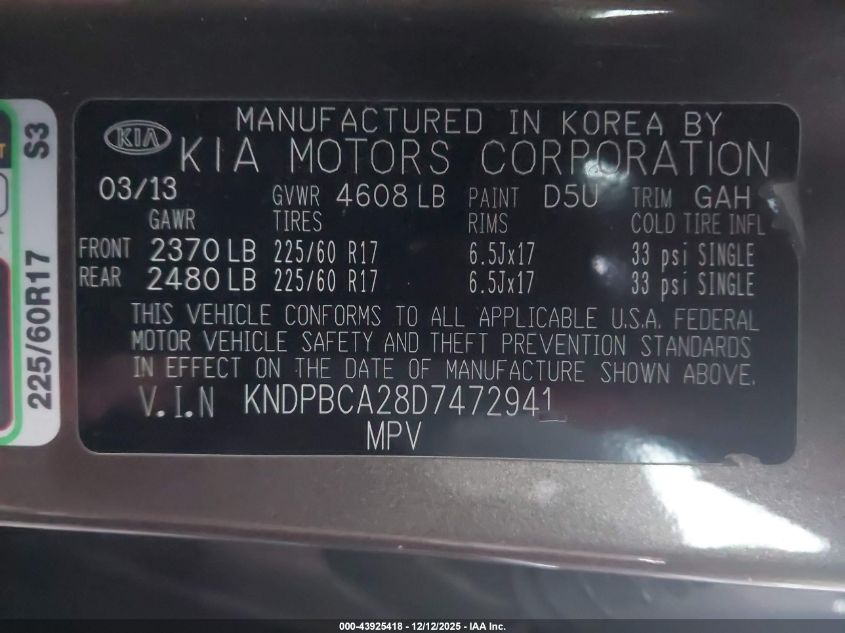 KIA
MANUFACTURED IN KOREA BY
KIA MOTORS CORPORATION
03/13 GVWR 4608 LB PAINT D5U TRIM GAH
GAWR TIRES RIMS COLD TIRE INFL
FRONT 2370 LB 225/60 R17 6.5Jx17 33 psi SINGLE
REAR 2480 LB 225/60 R17 6.5Jx17 33 psi SINGLE
THIS VEHICLE CONFORMS TO ALL APPLICABLE U.S.A. FEDERAL
MOTOR VEHICLE SAFETY AND THEFT PREVENTION STANDARDS
IN EFFECT ON THE DATE OF MANUFACTURE SHOWN ABOVE.
V.I.N KNDPBCA28D7472941
MPV
225/60R17 S3
000-43925418 - 12/12/2025 - IAA Inc.